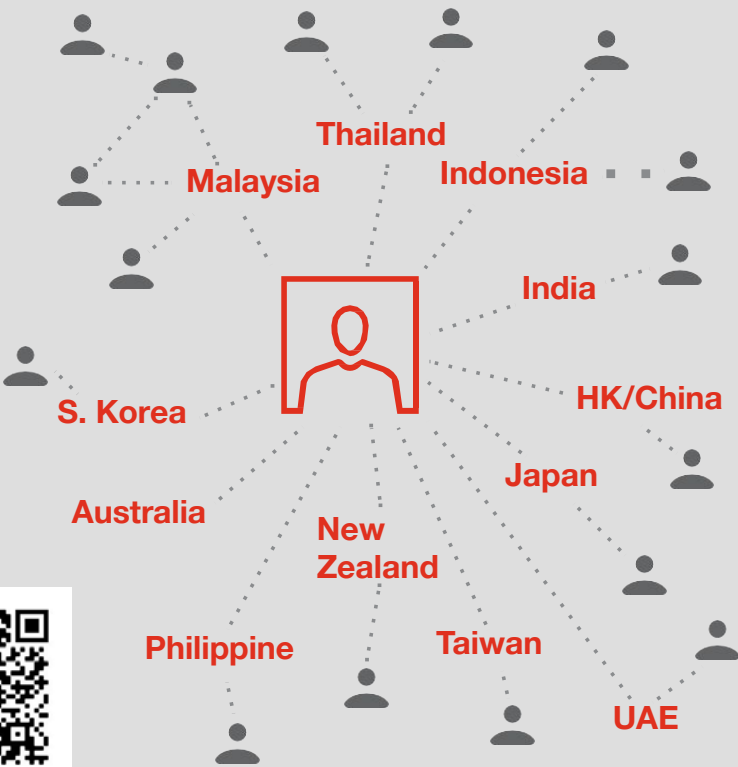 Thailand
Malaysia
Indonesia
India
HK/China
S. Korea
Japan
Australia
New
Zealand
Philippine
Taiwan
UAE